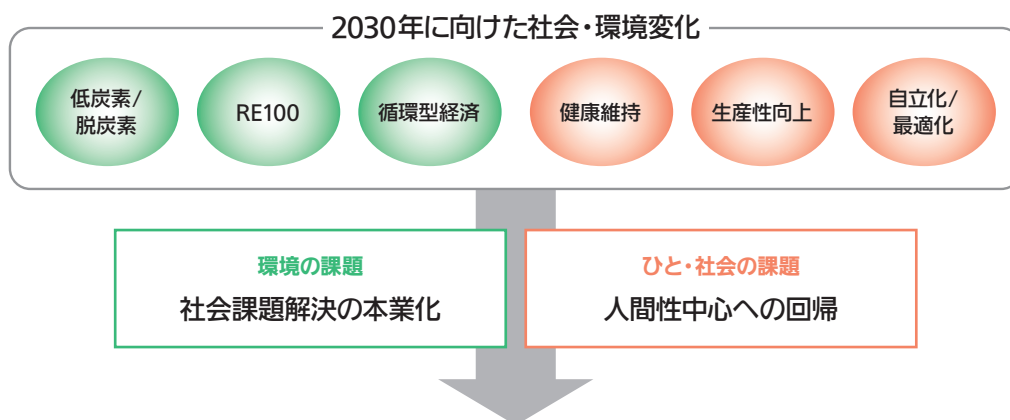 2030年に向けた社会・環境変化
低炭素/
脱炭素
RE100
循環型経済
健康維持
生産性向上
自立化/
最適化
環境の課題
社会課題解決の本業化
ひと・社会の課題
人間性中心への回帰